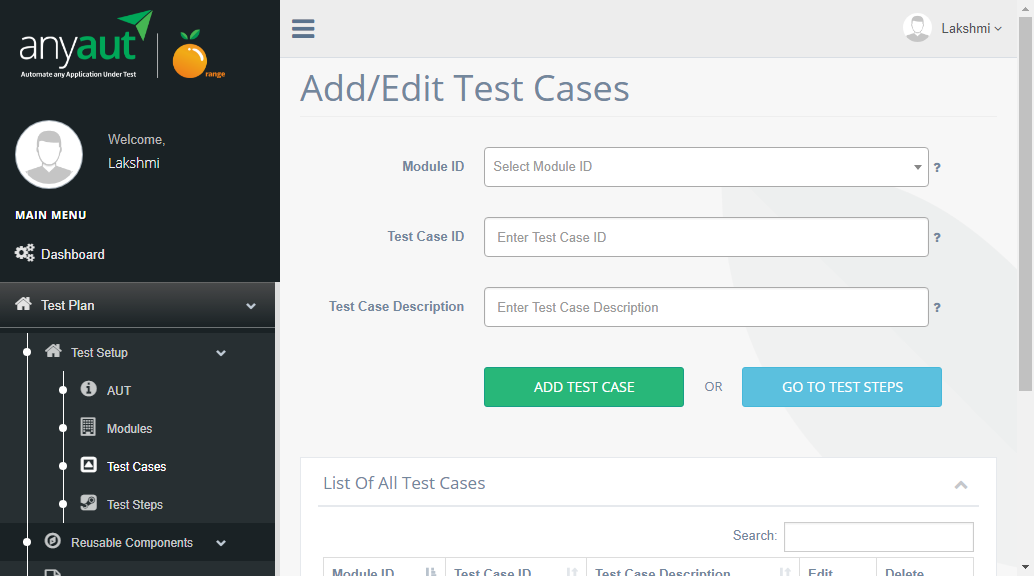 anyaut
Automate any Application Under Test
range
Lakshmi
Welcome,
Lakshmi
MAIN MENU
Dashboard
Test Plan
Test Setup
AUT
Modules
Test Cases
Test Steps
Reusable Components
Add/Edit Test Cases
Module ID Select Module ID ?
Test Case ID Enter Test Case ID ?
Test Case Description Enter Test Case Description ?
ADD TEST CASE OR GO TO TEST STEPS
List Of All Test Cases
Search:
Module ID Test Case ID Test Case Description Edit Delete